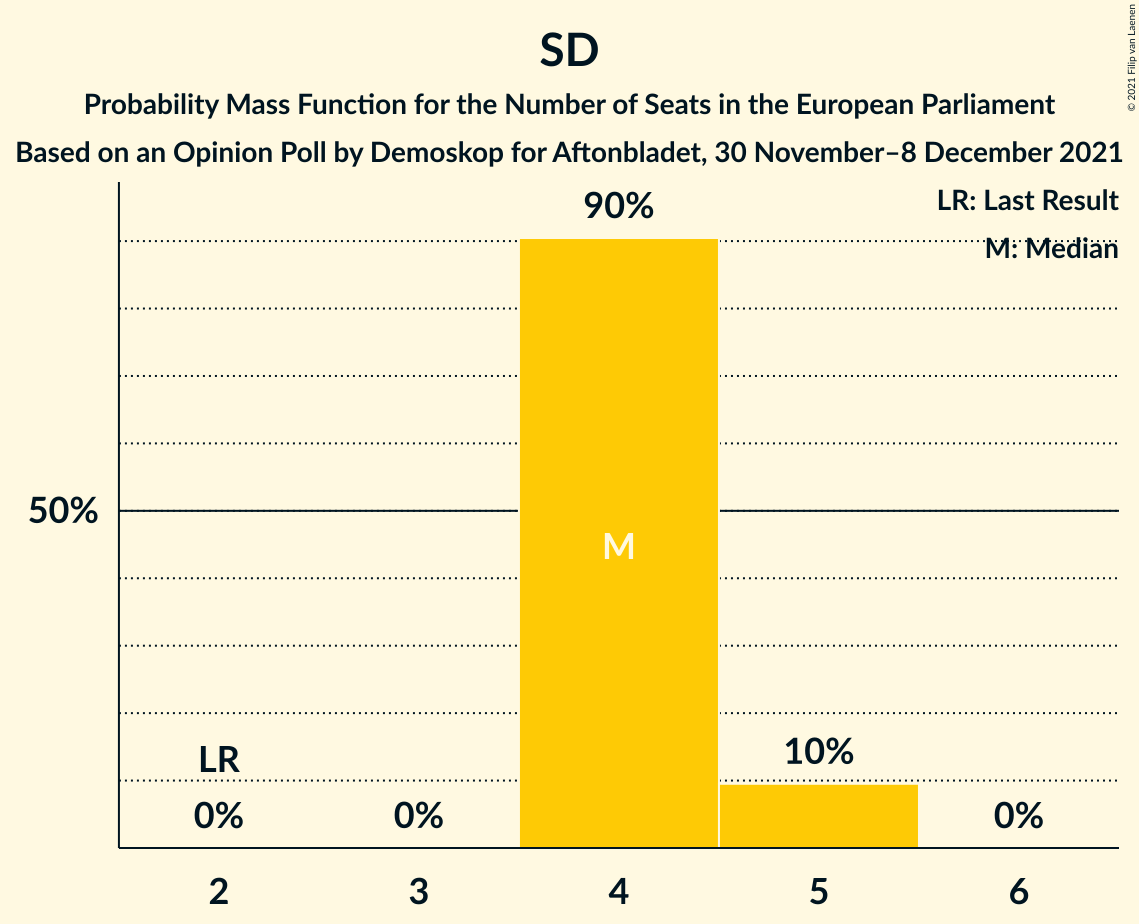 SD
Probability Mass Function for the Number of Seats in the European Parliament
Based on an Opinion Poll by Demoskop for Aftonbladet, 30 November–8 December 2021
© 2021 Filip van Laenen
LR: Last Result
M: Median
90%
50%
M
LR
10%
0%
0%
0%
2 3 4 5 6